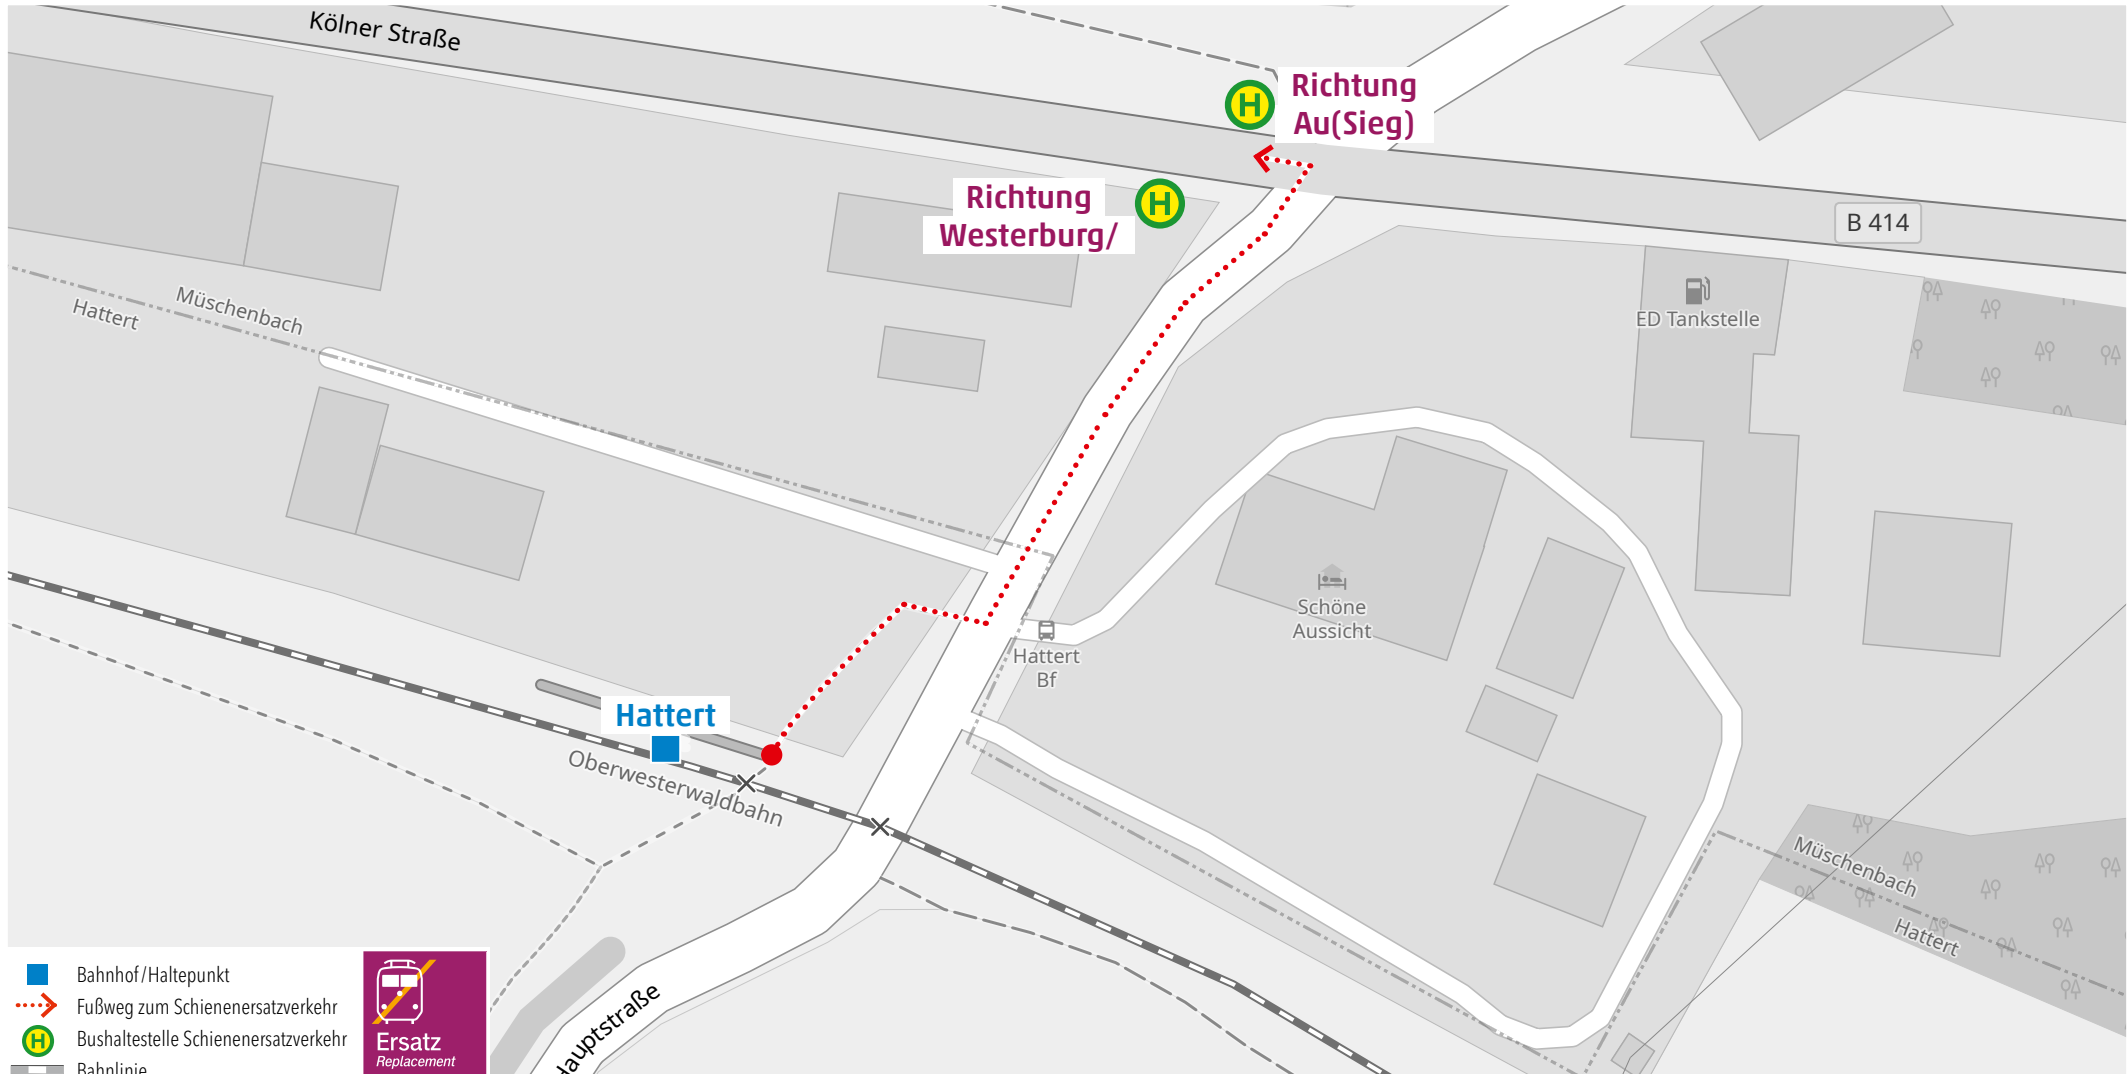 Kölner Straße
H
Richtung
Au(Sieg)
Richtung
Westerburg/
H
B 414
ED Tankstelle
Müschenbach
Hattert
Schöne
Aussicht
Hattert
Bf
Hattert
Oberwesterwaldbahn
Müschenbach
Hattert
Hauptstraße
Bahnhof/Haltepunkt
Fußweg zum Schienenersatzverkehr
H Bushaltestelle Schienenersatzverkehr
Bahnlinie
Ersatz
Replacement